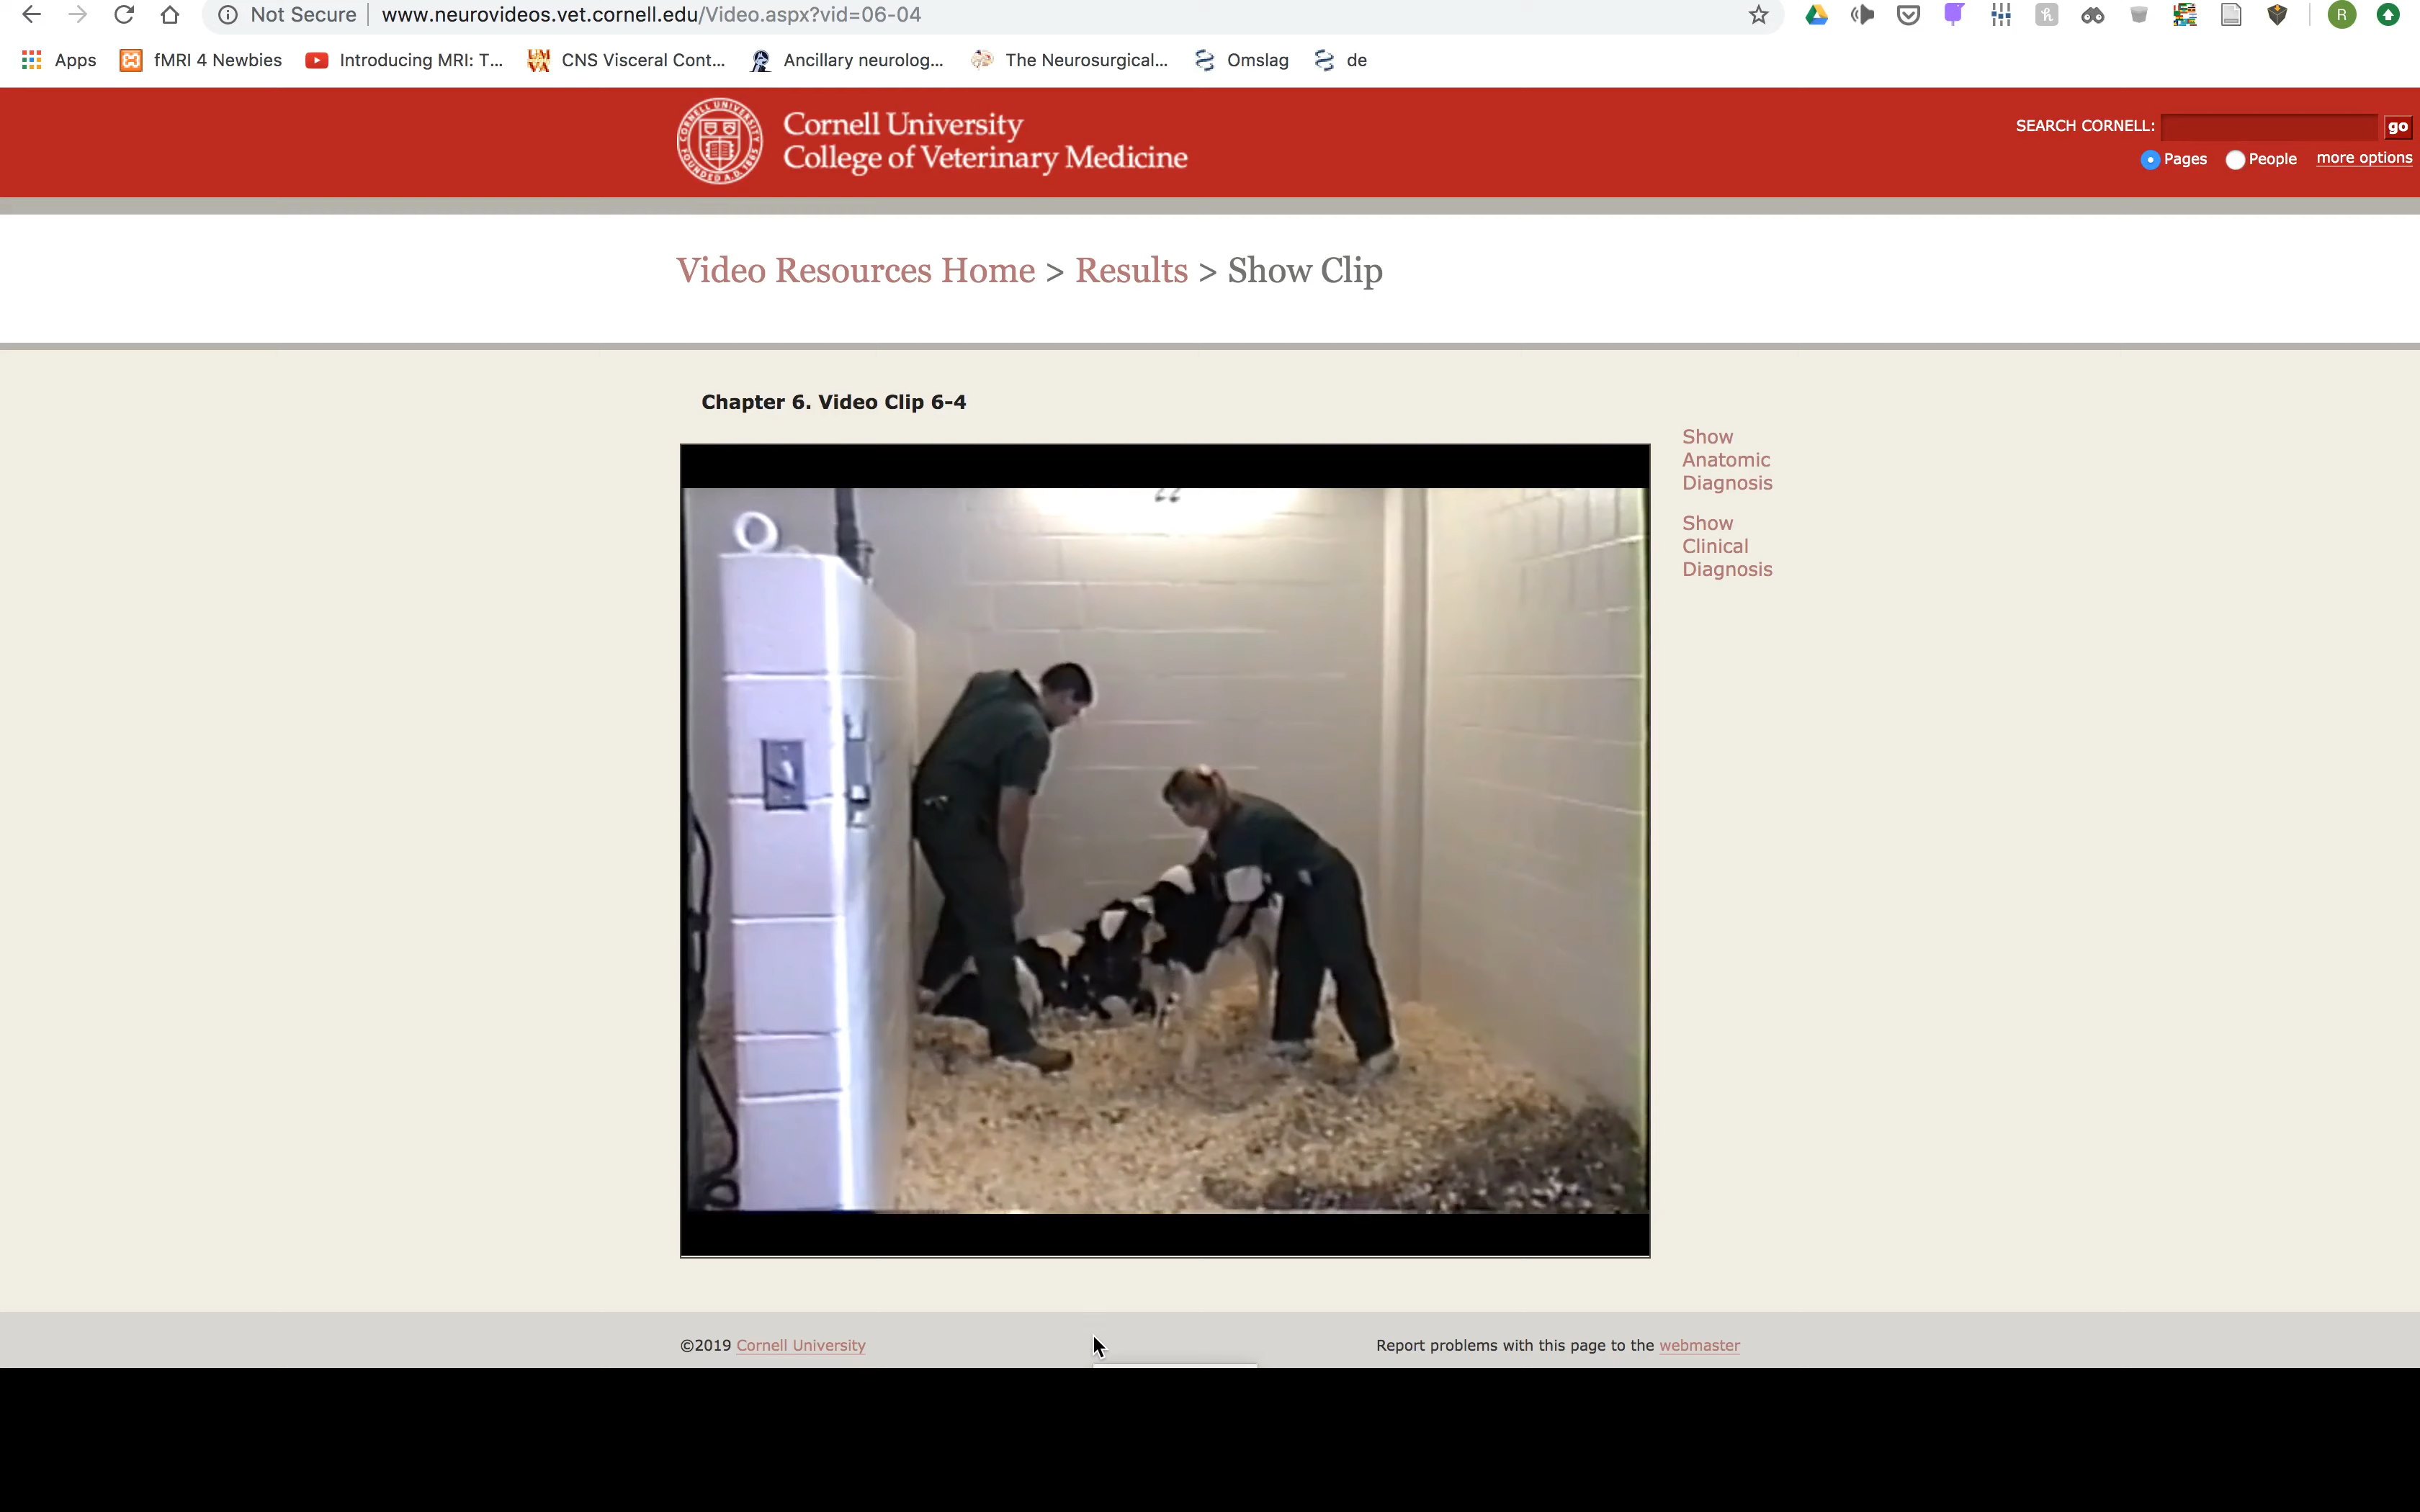 Not Secure | www.neurovideos.vet.cornell.edu/Video.aspx?vid=06-04
R
Apps fMRI 4 Newbies Introducing MRI: T... CNS Visceral Cont... Ancillary neurolog... The Neurosurgical... Omslag de
Cornell University
College of Veterinary Medicine
SEARCH CORNELL: go
Pages People more options
Video Resources Home > Results > Show Clip
Chapter 6. Video Clip 6-4
Show
Anatomic
Diagnosis
Show
Clinical
Diagnosis
©2019 Cornell University
Report problems with this page to the webmaster